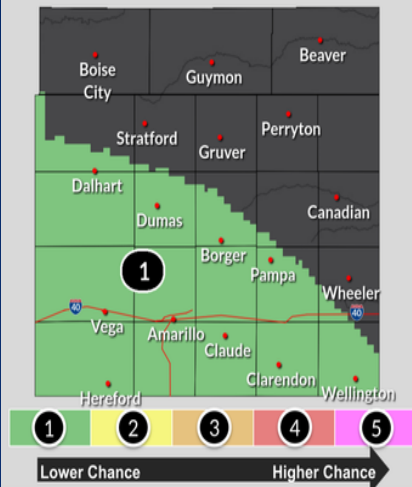 Beaver
Boise
City
Guymon
Perryton
Stratford
Gruver
Dalhart
Canadian
Dumas
Borger
1
Pampa
Wheeler
40
40
Vega
Amarillo
Claude
Clarendon
Hereford
Wellington
1 2 3 4 5
Lower Chance Higher Chance